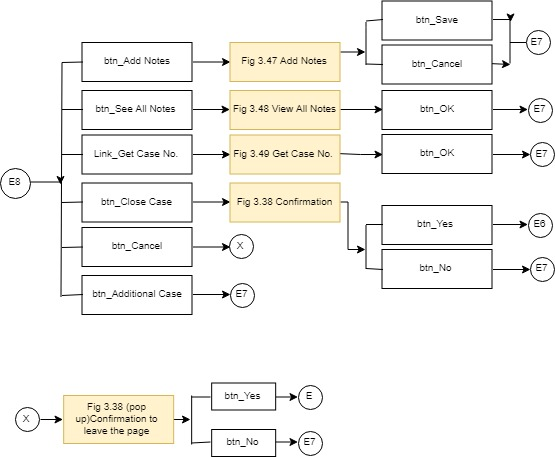 btn_Save
E7
btn_Add Notes
Fig 3.47 Add Notes
btn_Cancel
btn_See All Notes
Fig 3.48 View All Notes
btn_OK
E7
Link_Get Case No.
Fig 3.49 Get Case No.
btn_OK
E7
E8
btn_Close Case
Fig 3.38 Confirmation
btn_Yes
E6
btn_Cancel
X
btn_No
E7
btn_Additional Case
E7
X
Fig 3.38 (pop
up)Confirmation to
leave the page
btn_Yes
E
btn_No
E7